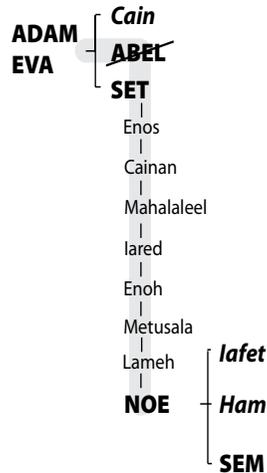 Cain
ADAM
EVA
ABEL
SET
Enos
Cainan
Mahalaleel
Iared
Enoh
Metusala
Lameh
Iafet
NOE
Ham
SEM